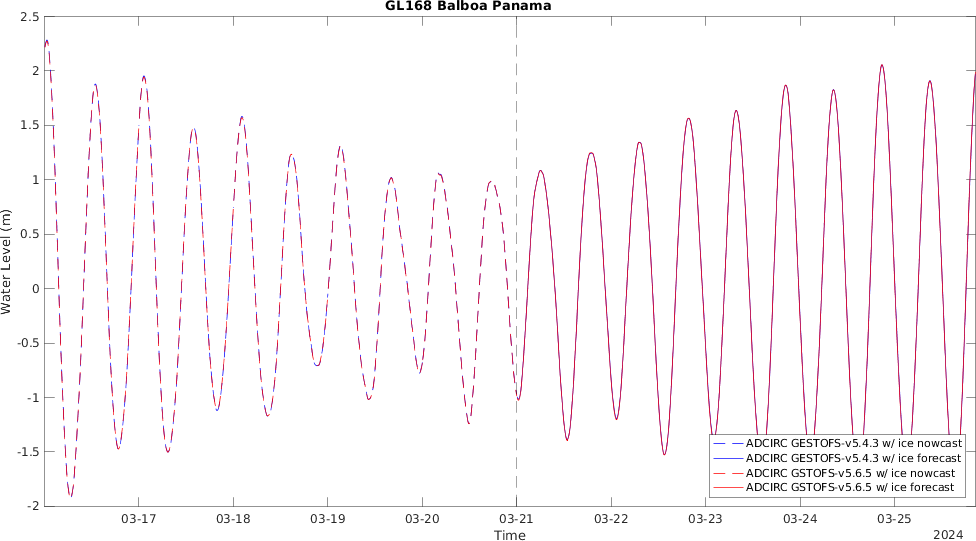 GL168 Balboa Panama
2.5
2
1.5
1
0.5
0
-0.5
-1
-1.5
-2
Water Level (m)
ADCIRC GESTOFS-v5.4.3 w/ ice nowcast
ADCIRC GESTOFS-v5.4.3 w/ ice forecast
ADCIRC GSTOFS-v5.6.5 w/ ice nowcast
ADCIRC GSTOFS-v5.6.5 w/ ice forecast
03-17 03-18 03-19 03-20 03-21 03-22 03-23 03-24 03-25
Time
2024